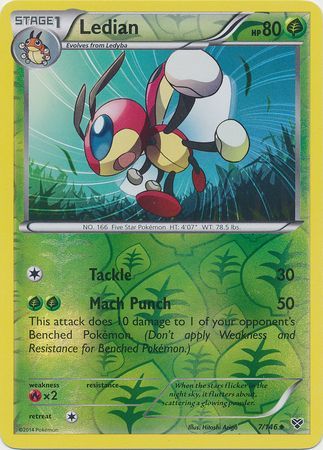 STAGE1
Ledian
HP80
Evolves from Ledyba
NO. 166 Five Star Pokémon HT: 4'07" WT: 78.5 lbs.
Tackle 30
Mach Punch 50
This attack does 10 damage to 1 of your opponent's
Benched Pokémon. (Don't apply Weakness and
Resistance for Benched Pokémon.)
weakness resistance
×2
When the stars flicker in the
night sky, it flutters about,
scattering a glowing powder.
retreat
Illus. Hitoshi Ariga
7/146
XY
©2014 Pokémon